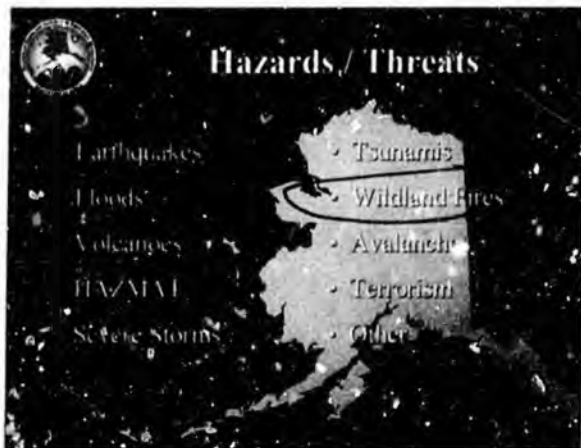 Hazards / Threats
Earthquakes
Floods
Volcanoes
HAZMAT
Severe Storms
• Tsunamis
• Wildland Fires
• Avalanche
• Terrorism
• Other